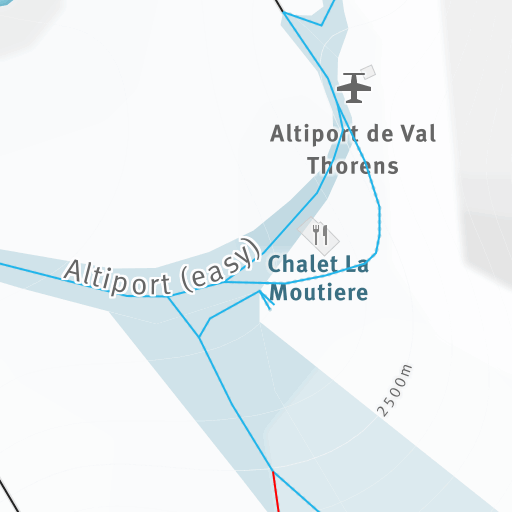 Altiport de Val
Thorens
Altiport (easy)
Chalet La
Moutiere
2500m